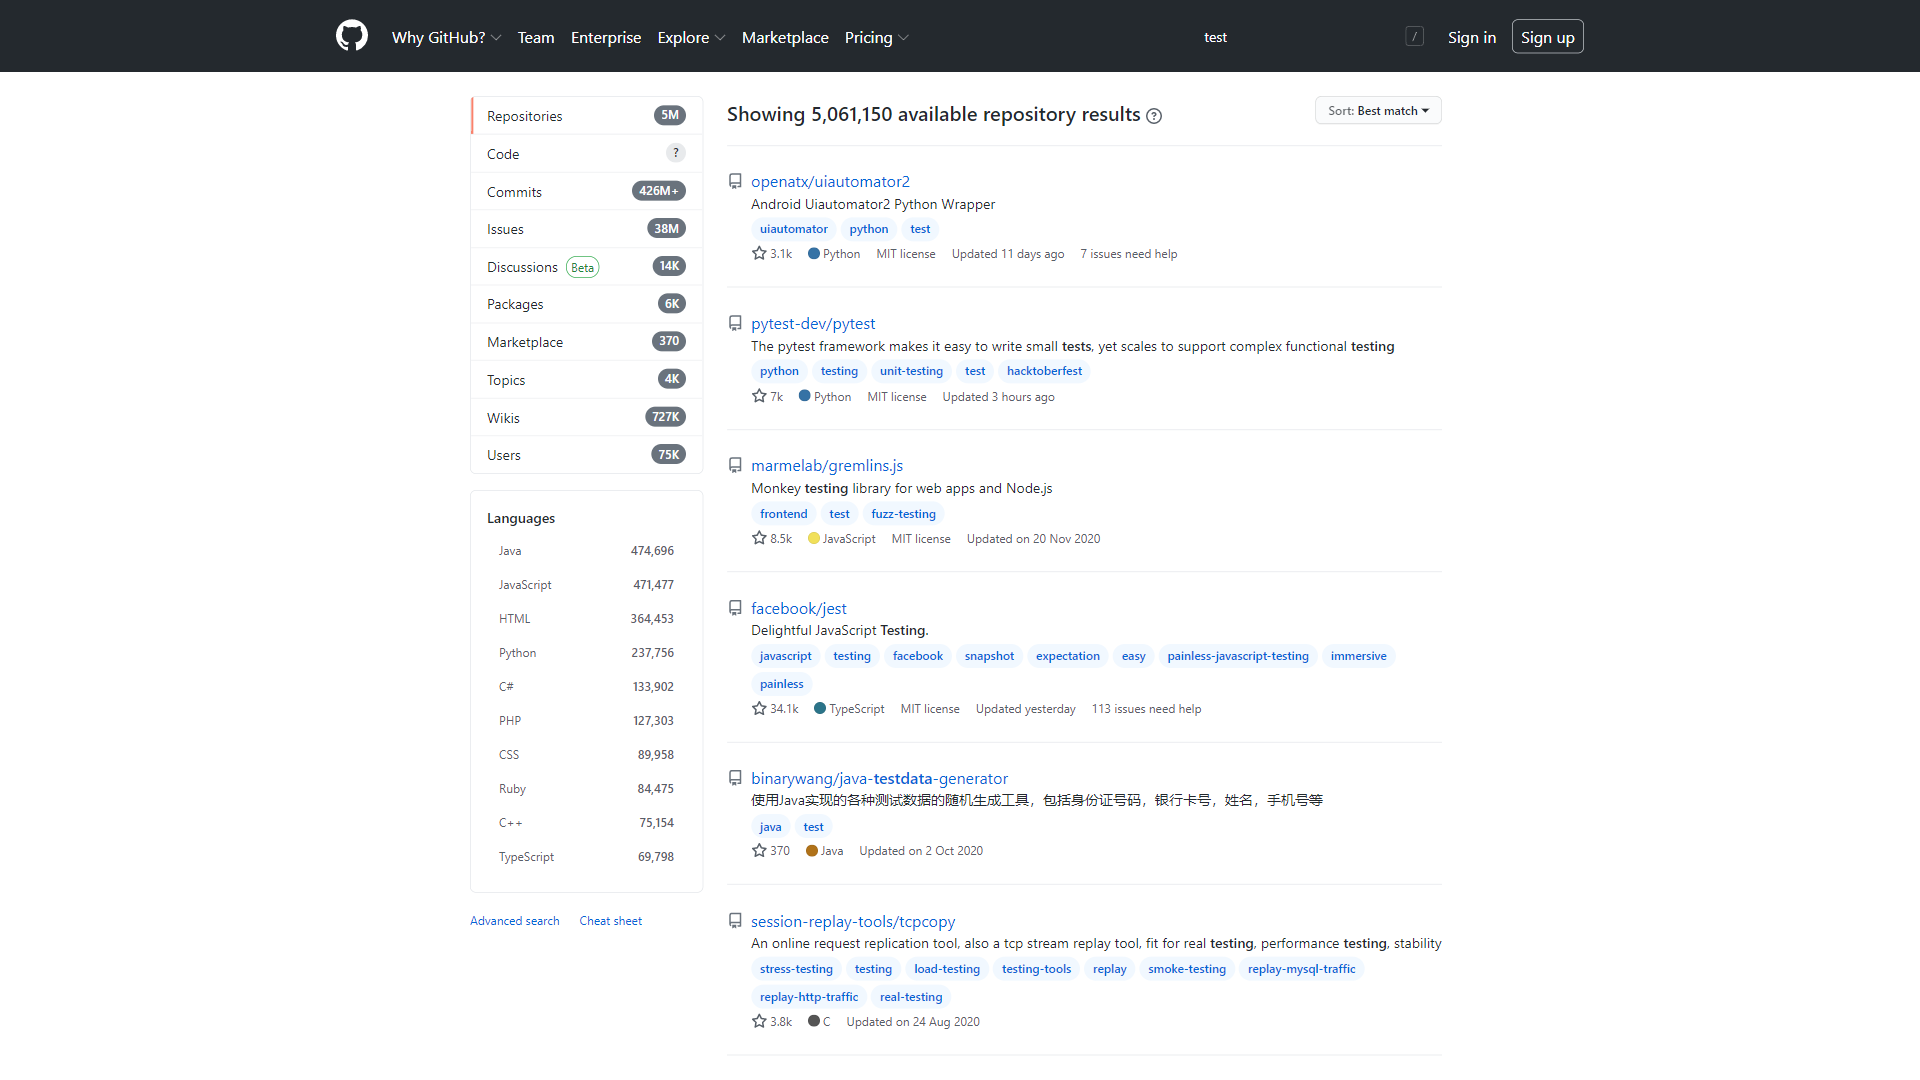 Why GitHub? Team Enterprise Explore Marketplace Pricing test / Sign in Sign up
Repositories 5M
Code ?
Commits 426M+
Issues 38M
Discussions Beta 14K
Packages 6K
Marketplace 370
Topics 4K
Wikis 727K
Users 75K
Languages
Java 474,696
JavaScript 471,477
HTML 364,453
Python 237,756
C# 133,902
PHP 127,303
CSS 89,958
Ruby 84,475
C++ 75,154
TypeScript 69,798
Advanced search Cheat sheet
Showing 5,061,150 available repository results ?
Sort: Best match
openatx/uiautomator2
Android Uiautomator2 Python Wrapper
uiautomator python test
3.1k Python MIT license Updated 11 days ago 7 issues need help
pytest-dev/pytest
The pytest framework makes it easy to write small tests, yet scales to support complex functional testing
python testing unit-testing test hacktoberfest
7k Python MIT license Updated 3 hours ago
marmelab/gremlins.js
Monkey testing library for web apps and Node.js
frontend test fuzz-testing
8.5k JavaScript MIT license Updated on 20 Nov 2020
facebook/jest
Delightful JavaScript Testing.
javascript testing facebook snapshot expectation easy painless-javascript-testing immersive
painless
34.1k TypeScript MIT license Updated yesterday 113 issues need help
binarywang/java-testdata-generator
使用Java实现的各种测试数据的随机生成工具，包括身份证号码，银行卡号，姓名，手机号等
java test
370 Java Updated on 2 Oct 2020
session-replay-tools/tcpcopy
An online request replication tool, also a tcp stream replay tool, fit for real testing, performance testing, stability
stress-testing testing load-testing testing-tools replay smoke-testing replay-mysql-traffic
replay-http-traffic real-testing
3.8k C Updated on 24 Aug 2020